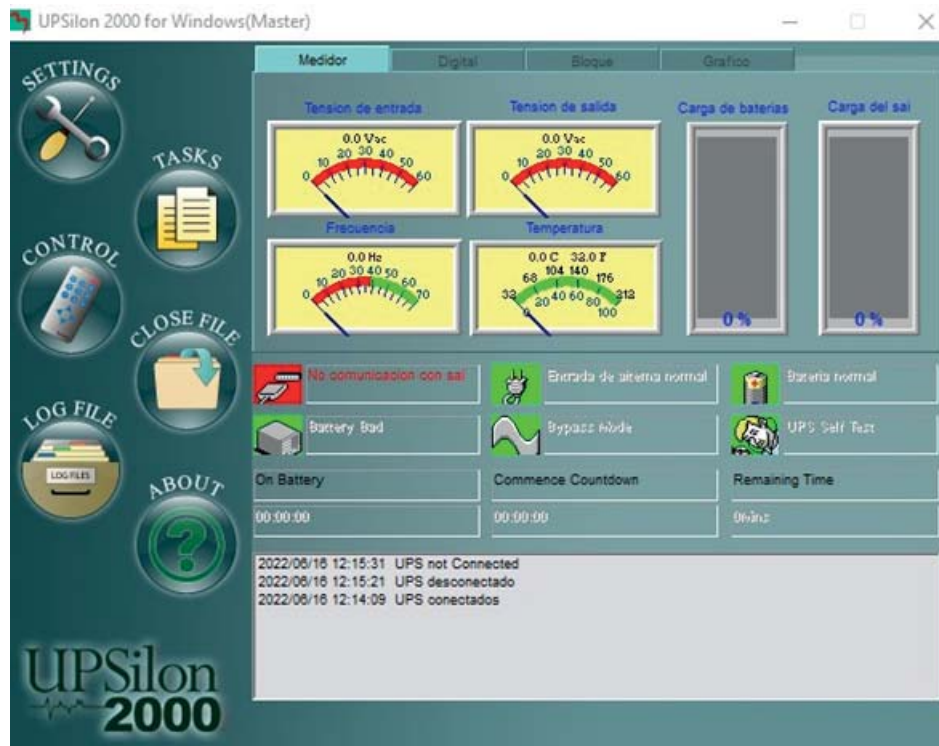 UPSilon 2000 for Windows(Master)
SETTINGS
TASKS
CONTROL
CLOSE FILE
LOG FILE
LOG FILES
ABOUT
UPSilon
2000
Medidor Digital Bloque Grafico
Tension de entrada Tension de salida Carga de baterias Carga del sai
0.0 Vac
0 10 20 30 40 50 60
0.0 Vac
0 10 20 30 40 50 60
Frecuencia Temperatura
0.0 Hz
0 10 20 30 40 50 60 70
0.0 C 32.0 F
32 68 104 140 176 212
0 20 40 60 80 100
0 % 0 %
No comunicacion con sai Entrada de alterna normal Bateria normal
Battery Bad Bypass Mode UPS Self Test
On Battery Commence Countdown Remaining Time
00:00:00 00:00:00 0Mins
2022/06/16 12:15:31 UPS not Connected
2022/06/16 12:15:21 UPS desconectado
2022/06/16 12:14:09 UPS conectados